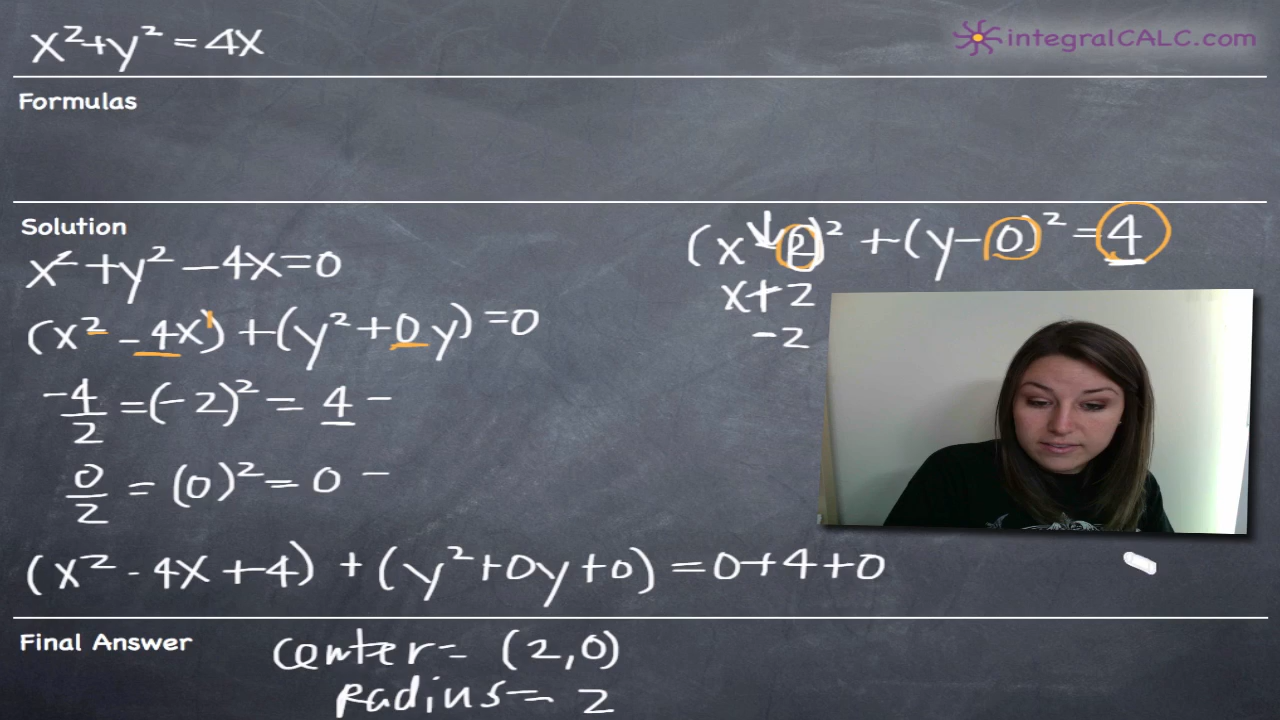 x²+y²=4x
integralCALC.com
Formulas
Solution
x²+y²-4x=0
(x²-4x¹)+(y²+0y)=0
-4/2=(-2)²=4-
0/2=(0)²=0-
(x²-4x+4)+(y²+0y+0)=0+4+0
(x-2)²+(y-0)²=4
x+2
-2
Final Answer
center= (2,0)
radius= 2